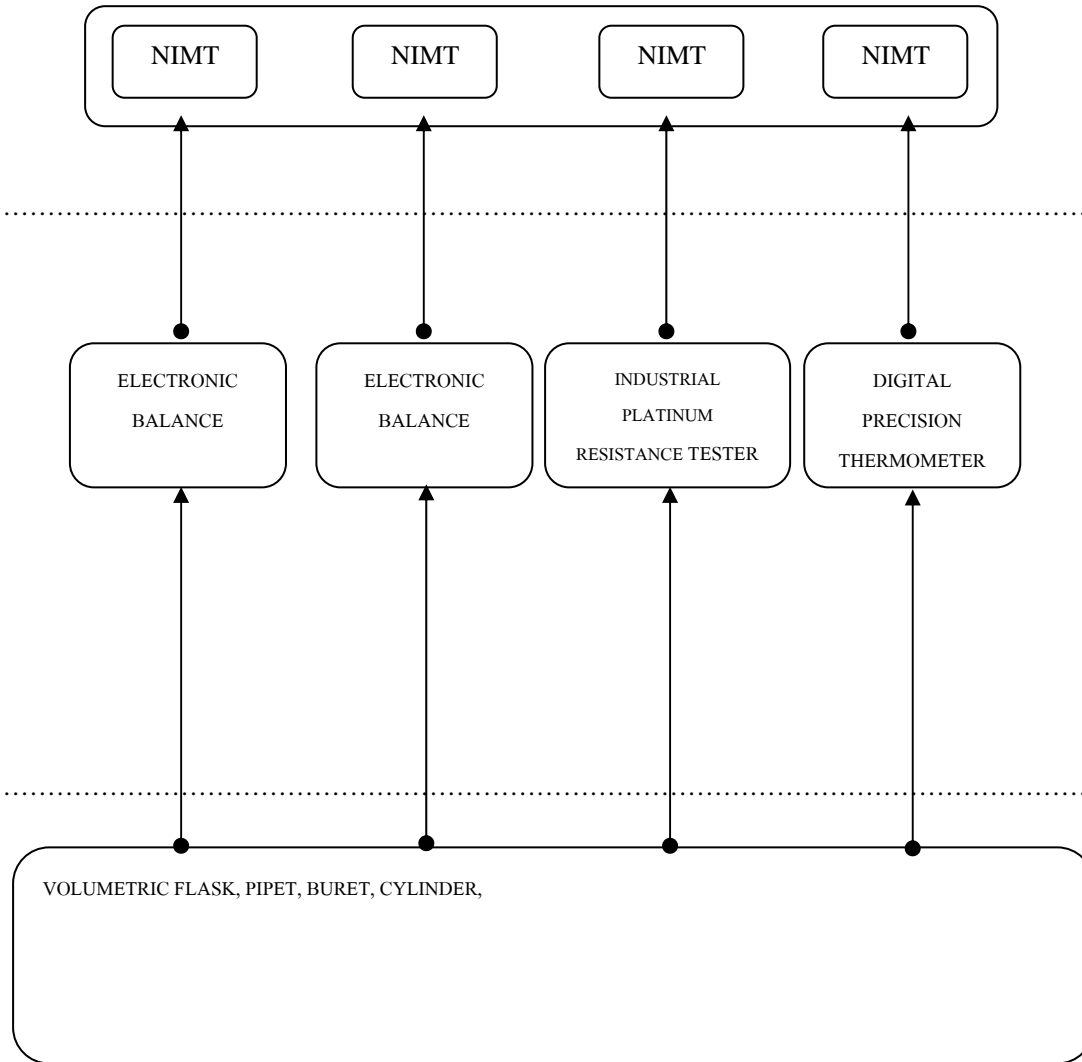 NIMT
NIMT
NIMT
NIMT
ELECTRONIC
BALANCE
ELECTRONIC
BALANCE
INDUSTRIAL
PLATINUM
RESISTANCE TESTER
DIGITAL
PRECISION
THERMOMETER
VOLUMETRIC FLASK, PIPET, BURET, CYLINDER,